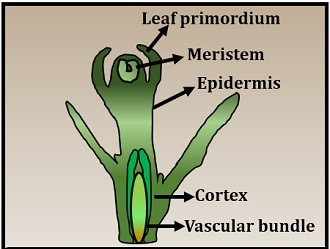 Leaf primordium
Meristem
Epidermis
Cortex
Vascular bundle